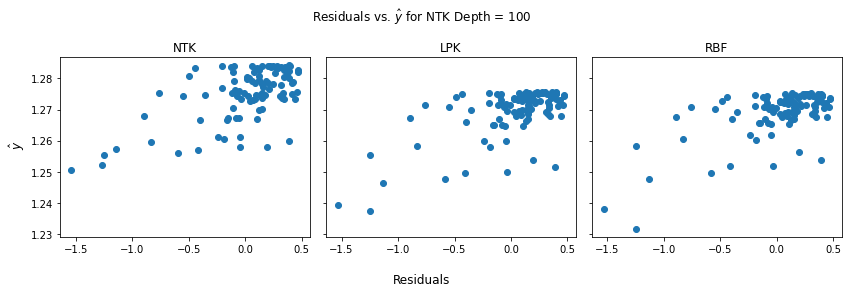 Residuals vs. ŷ for NTK Depth = 100
NTK LPK RBF
1.28
1.27
1.26
1.25
1.24
1.23
ŷ
−1.5 −1.0 −0.5 0.0 0.5 −1.5 −1.0 −0.5 0.0 0.5 −1.5 −1.0 −0.5 0.0 0.5
Residuals